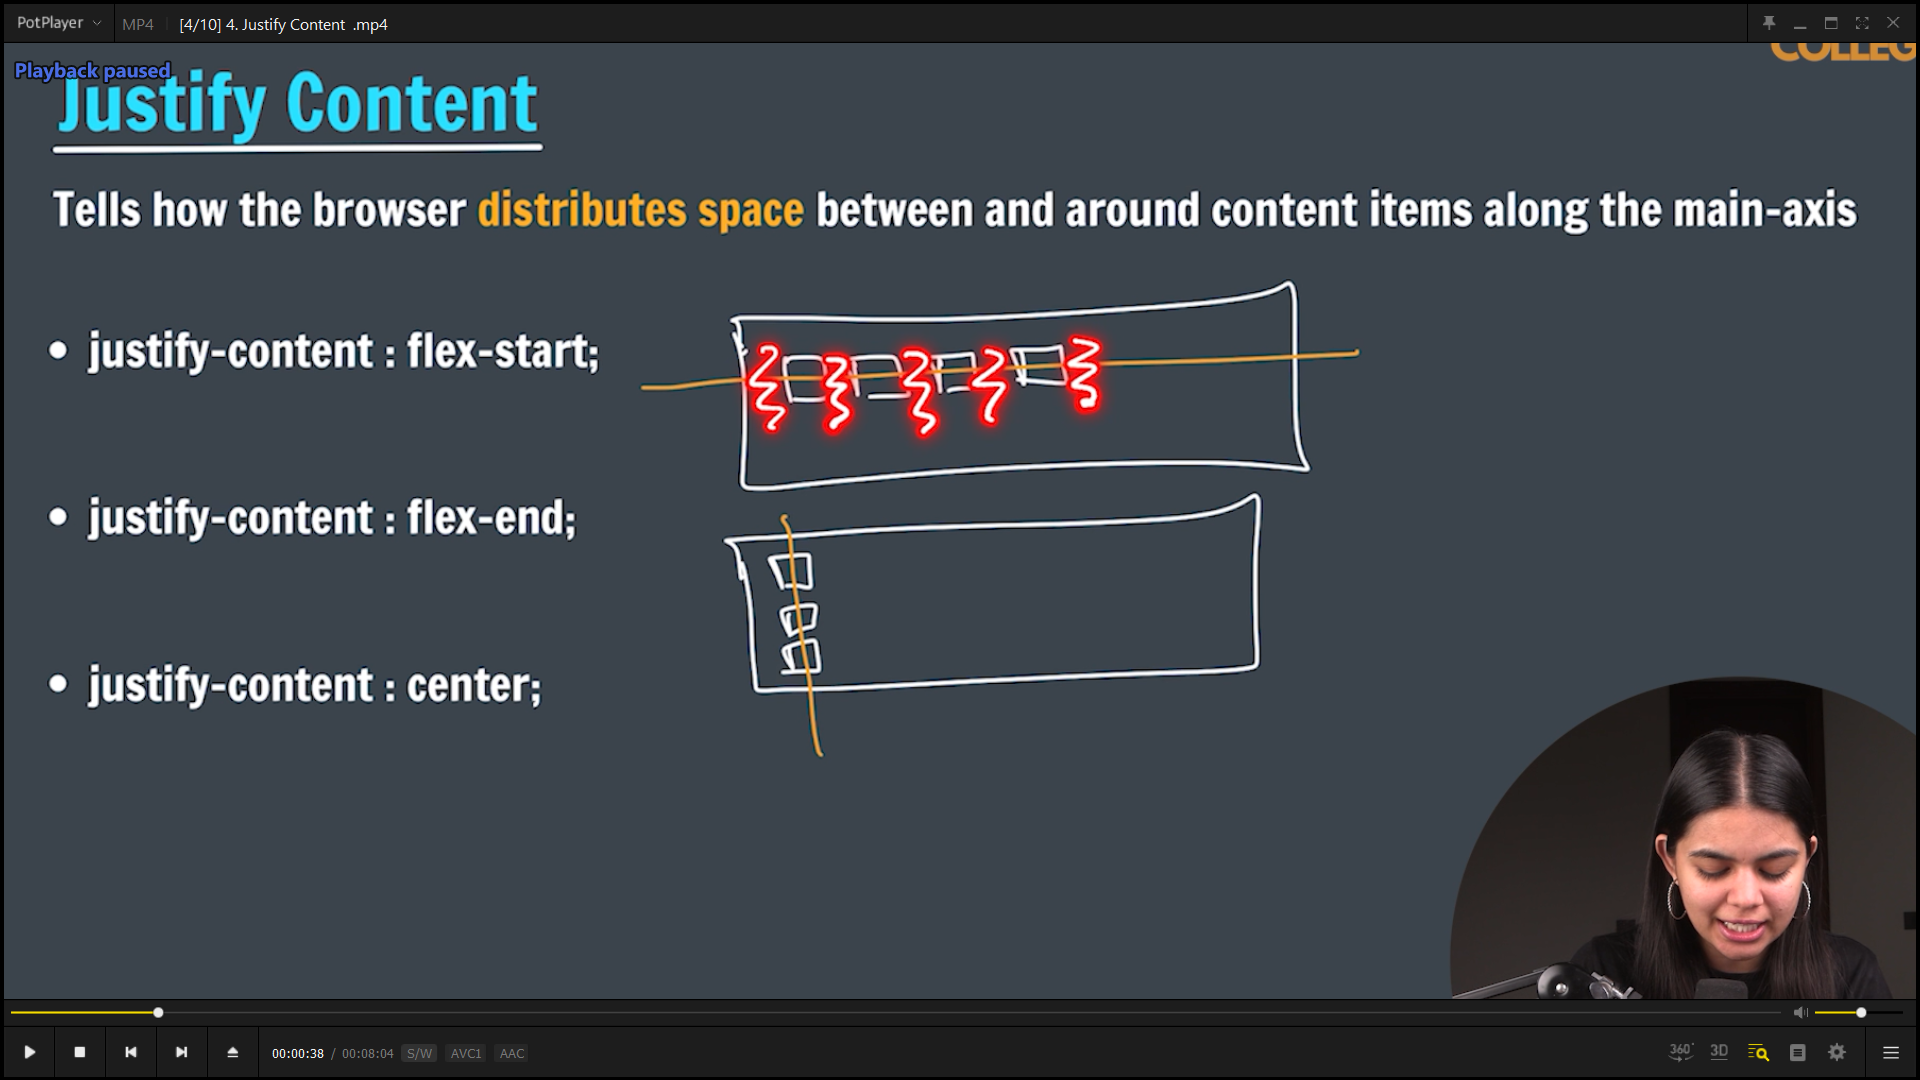 PotPlayer MP4 [4/10] 4. Justify Content .mp4
COLLEG
Playback paused
Justify Content
Tells how the browser distributes space between and around content items along the main-axis
• justify-content : flex-start;
• justify-content : flex-end;
• justify-content : center;
00:00:38 / 00:08:04 S/W AVC1 AAC
360° 3D